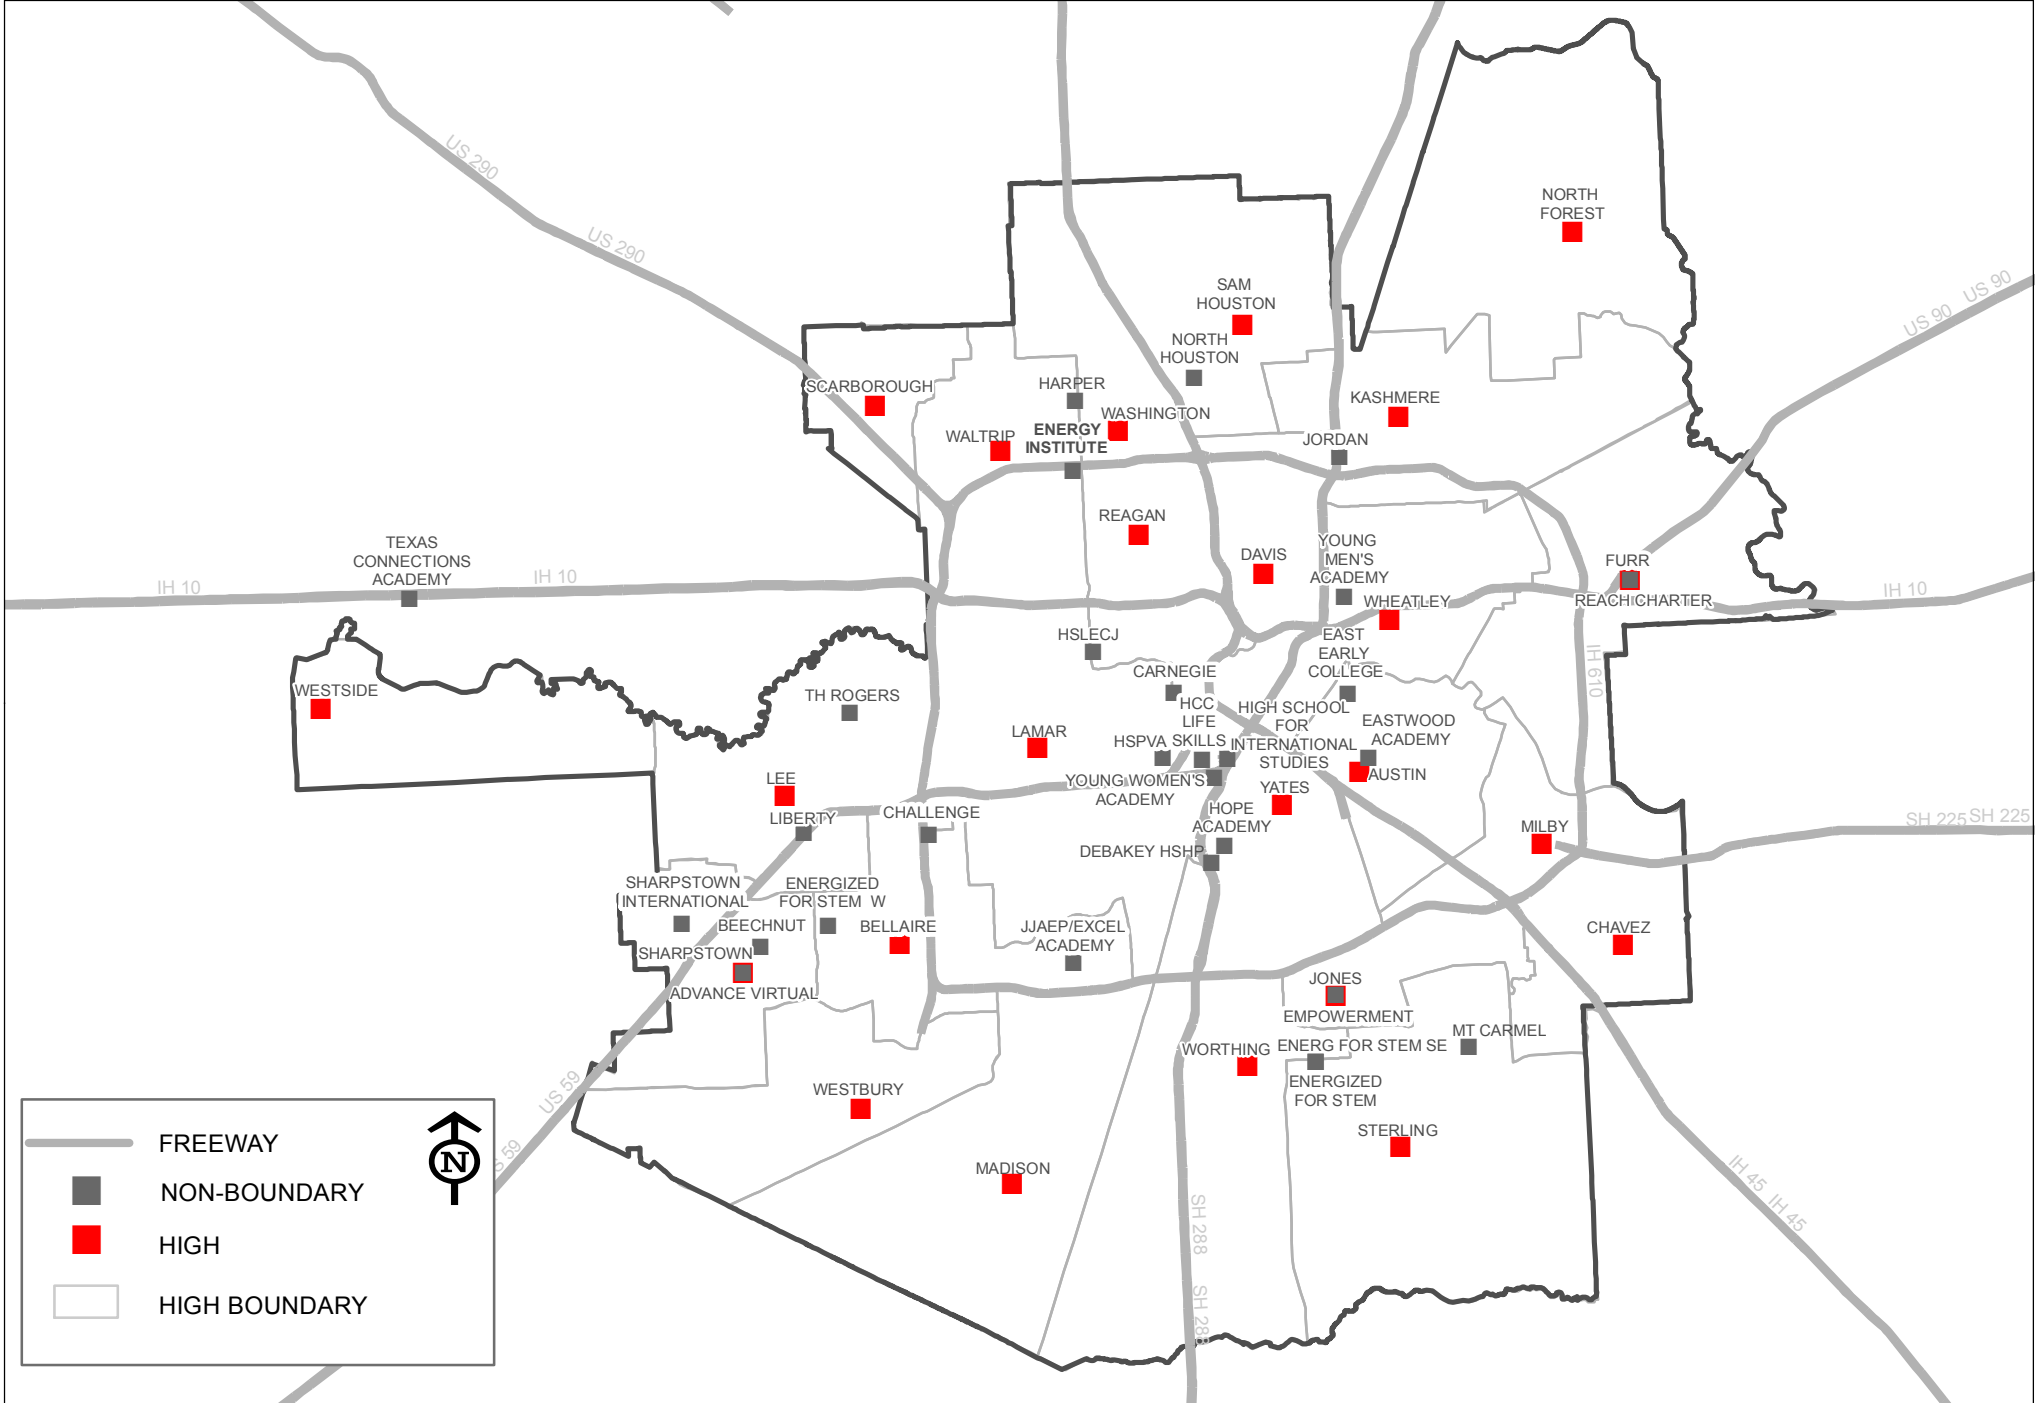 US 290
US 290
NORTH
FOREST
US 90
US 90
SAM
HOUSTON
NORTH
HOUSTON
SCARBOROUGH
HARPER
KASHMERE
WASHINGTON
ENERGY
INSTITUTE
WALTRIP
JORDAN
REAGAN
TEXAS
CONNECTIONS
ACADEMY
YOUNG
MEN'S
ACADEMY
DAVIS
FURR
IH 10
IH 10
IH 10
WHEATLEY
REACH CHARTER
HSLECJ
EAST
EARLY
COLLEGE
CARNEGIE
IH 610
WESTSIDE
TH ROGERS
HCC
LIFE
SKILLS
HIGH SCHOOL
FOR
INTERNATIONAL
STUDIES
EASTWOOD
ACADEMY
LAMAR
HSPVA
AUSTIN
LEE
YOUNG WOMEN'S
ACADEMY
YATES
LIBERTY
CHALLENGE
HOPE
ACADEMY
MILBY
SH 225
SH 225
DEBAKEY HSHP
SHARPSTOWN
INTERNATIONAL
ENERGIZED
FOR STEM W
BEECHNUT
BELLAIRE
JJAEP/EXCEL
ACADEMY
CHAVEZ
SHARPSTOWN
ADVANCE VIRTUAL
JONES
EMPOWERMENT
MT CARMEL
WORTHING
ENERG FOR STEM SE
ENERGIZED
FOR STEM
WESTBURY
US 59
STERLING
MADISON
IH 45
IH 45
SH 288
SH 288
FREEWAY
N
NON-BOUNDARY
HIGH
HIGH BOUNDARY
S 59